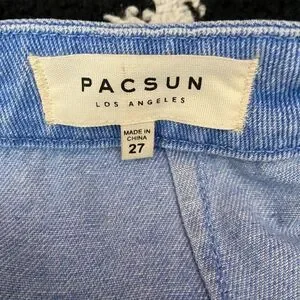 PACSUN
LOS ANGELES
MADE IN
CHINA
27